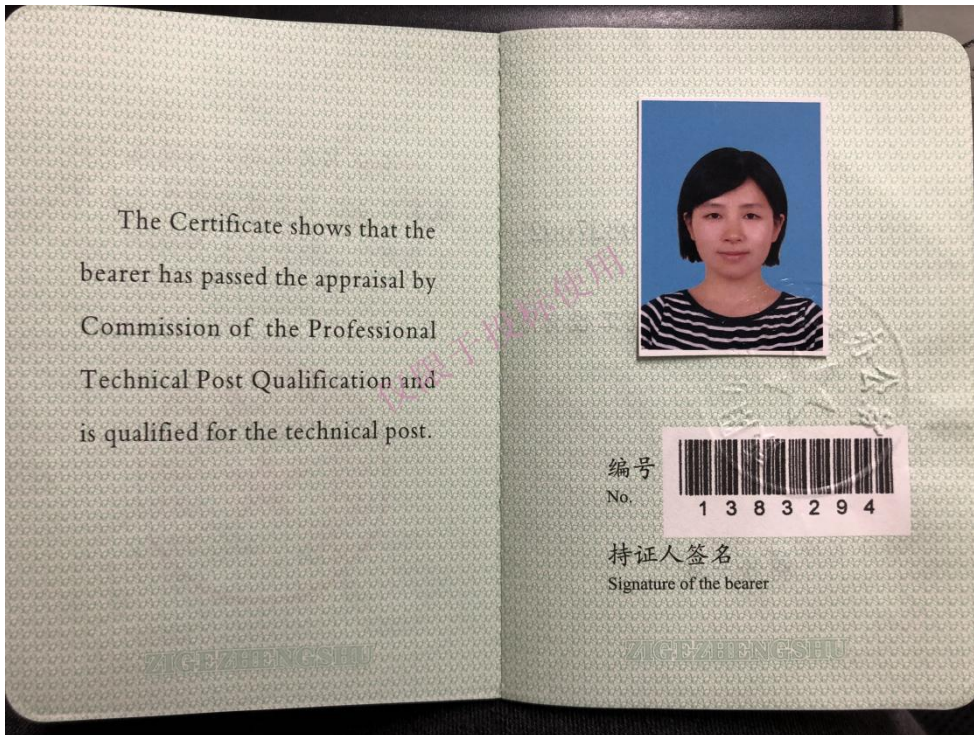 The Certificate shows that the
bearer has passed the appraisal by
Commission of the Professional
Technical Post Qualification and
is qualified for the technical post.
仅限于投标使用
ZIGEZHENGSHU
办公
编号
No.
1383294
持证人签名
Signature of the bearer
ZIGEZHENGSHU